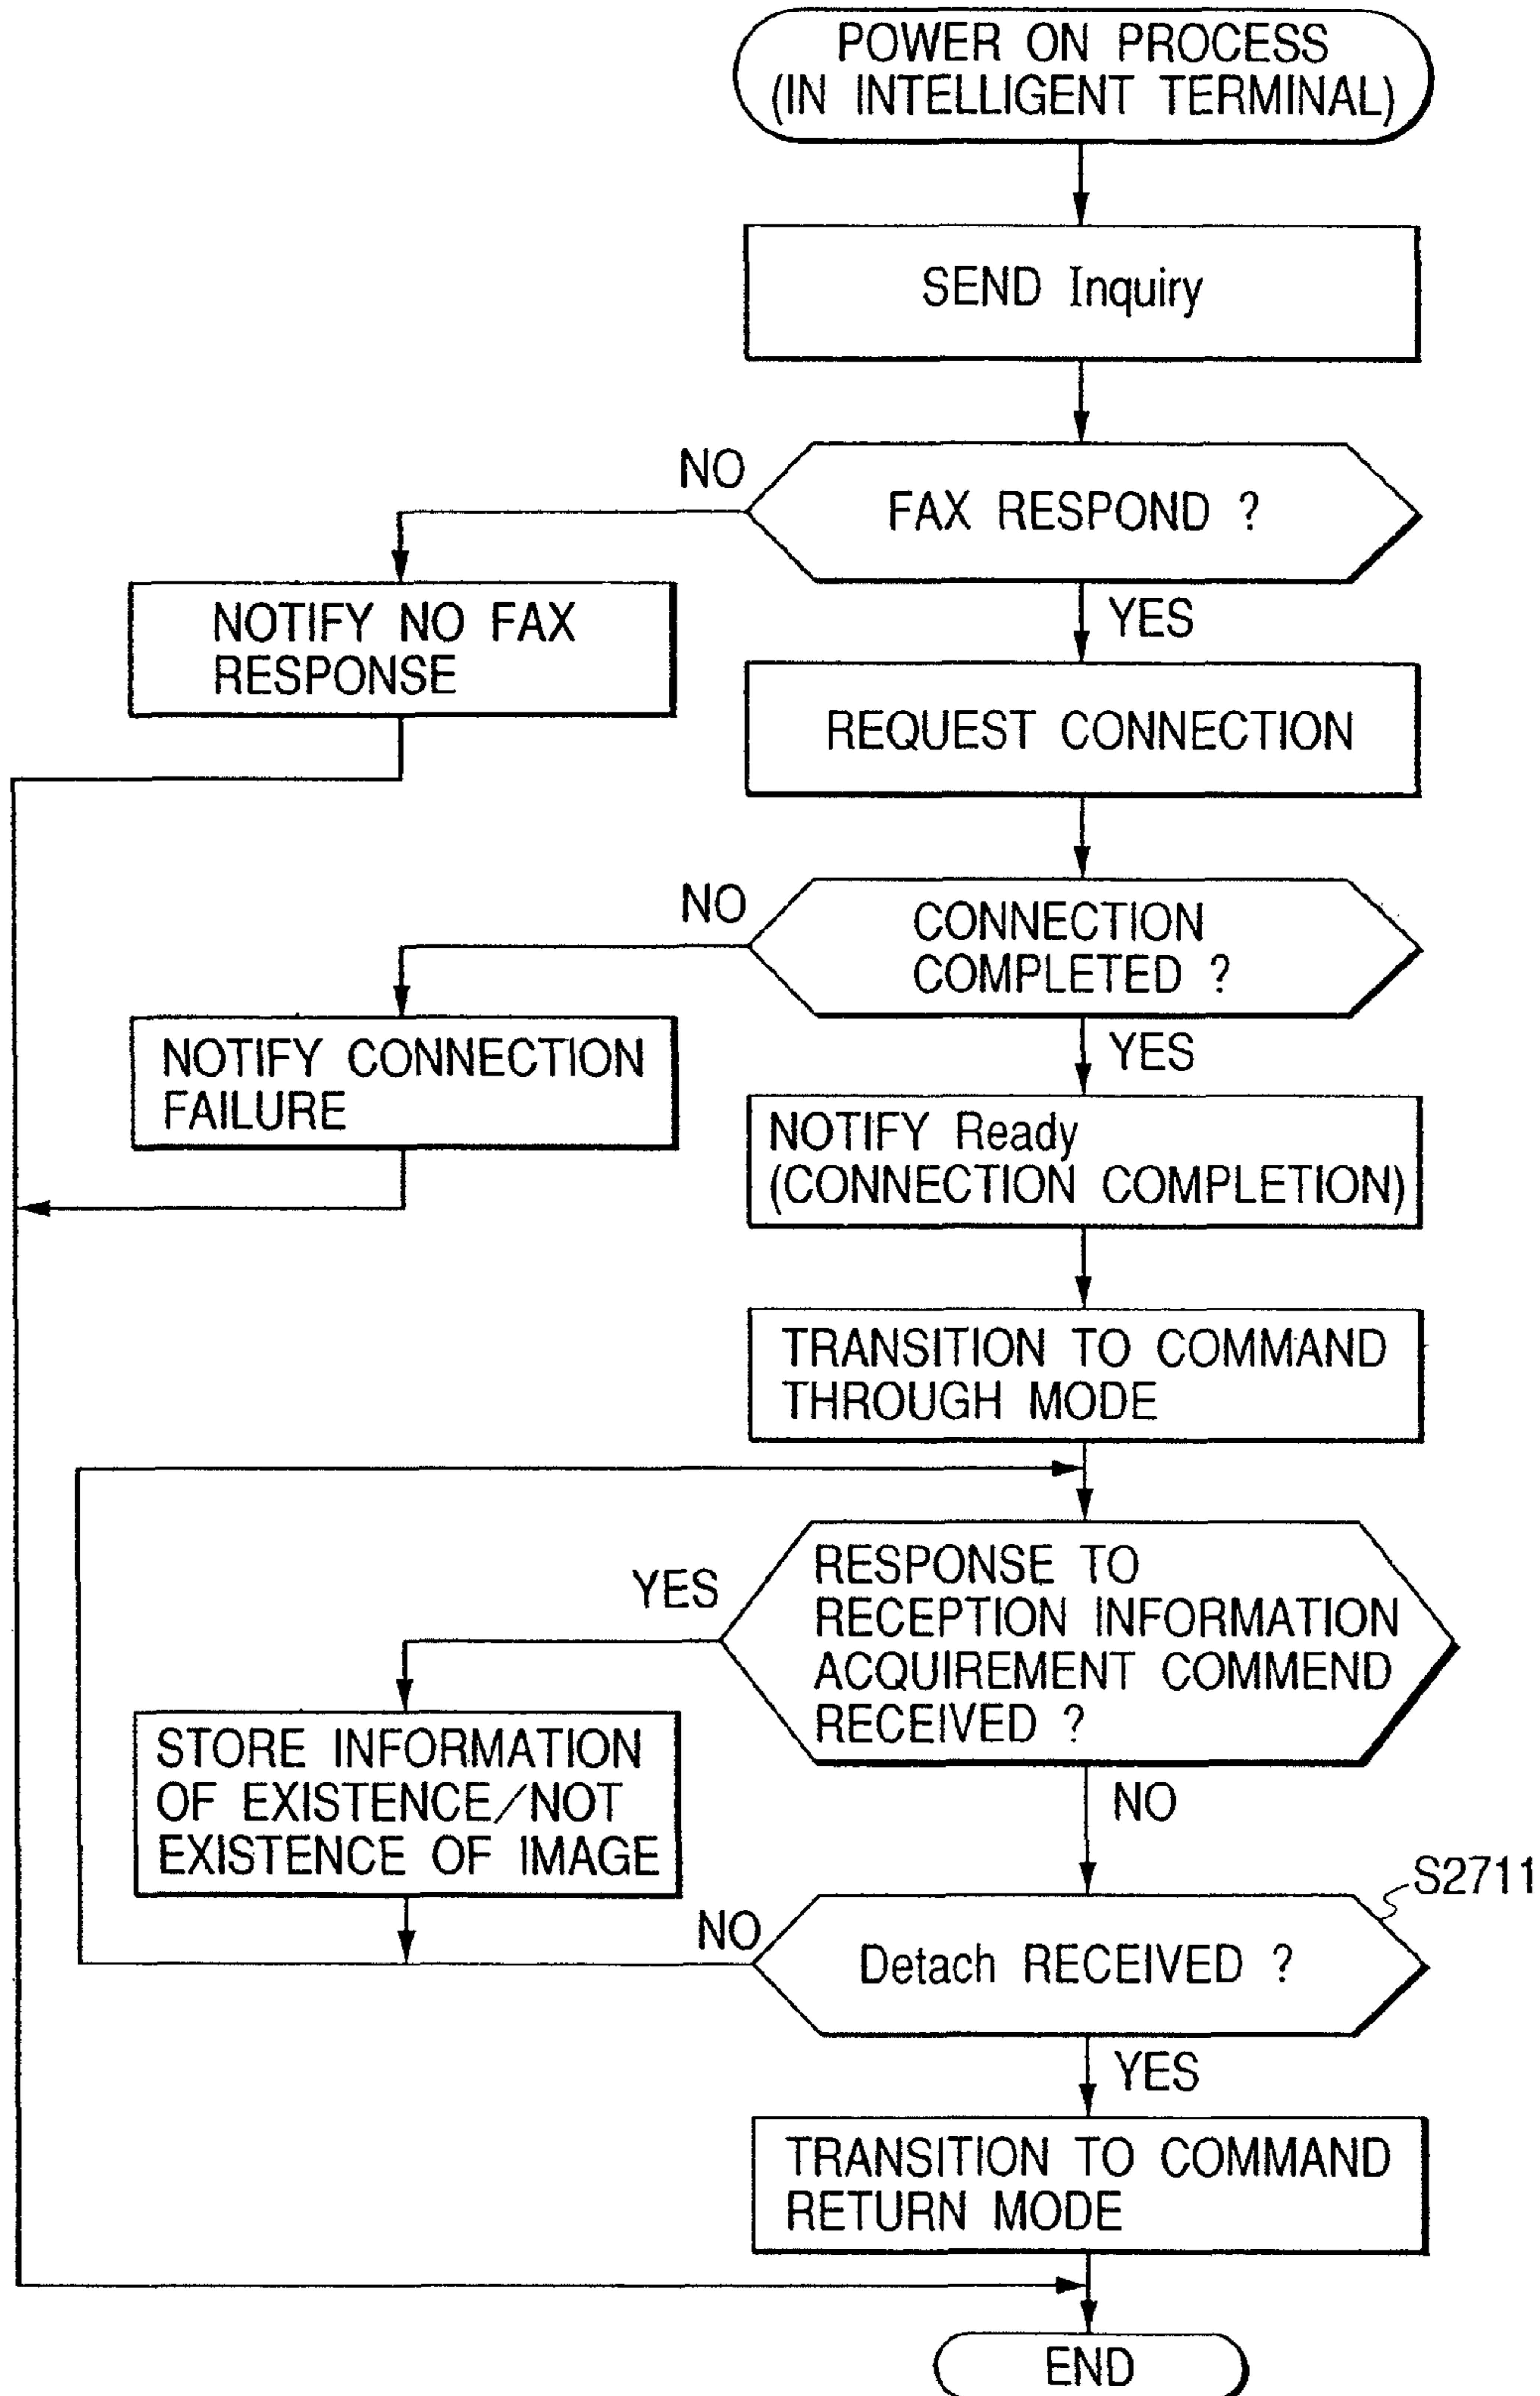 POWER ON PROCESS
(IN INTELLIGENT TERMINAL)
SEND Inquiry
NO
FAX RESPOND ?
NOTIFY NO FAX
RESPONSE
YES
REQUEST CONNECTION
NO
CONNECTION
COMPLETED ?
NOTIFY CONNECTION
FAILURE
YES
NOTIFY Ready
(CONNECTION COMPLETION)
TRANSITION TO COMMAND
THROUGH MODE
YES
RESPONSE TO
RECEPTION INFORMATION
ACQUIREMENT COMMEND
RECEIVED ?
STORE INFORMATION
OF EXISTENCE/NOT
EXISTENCE OF IMAGE
NO
S2711
NO
Detach RECEIVED ?
YES
TRANSITION TO COMMAND
RETURN MODE
END